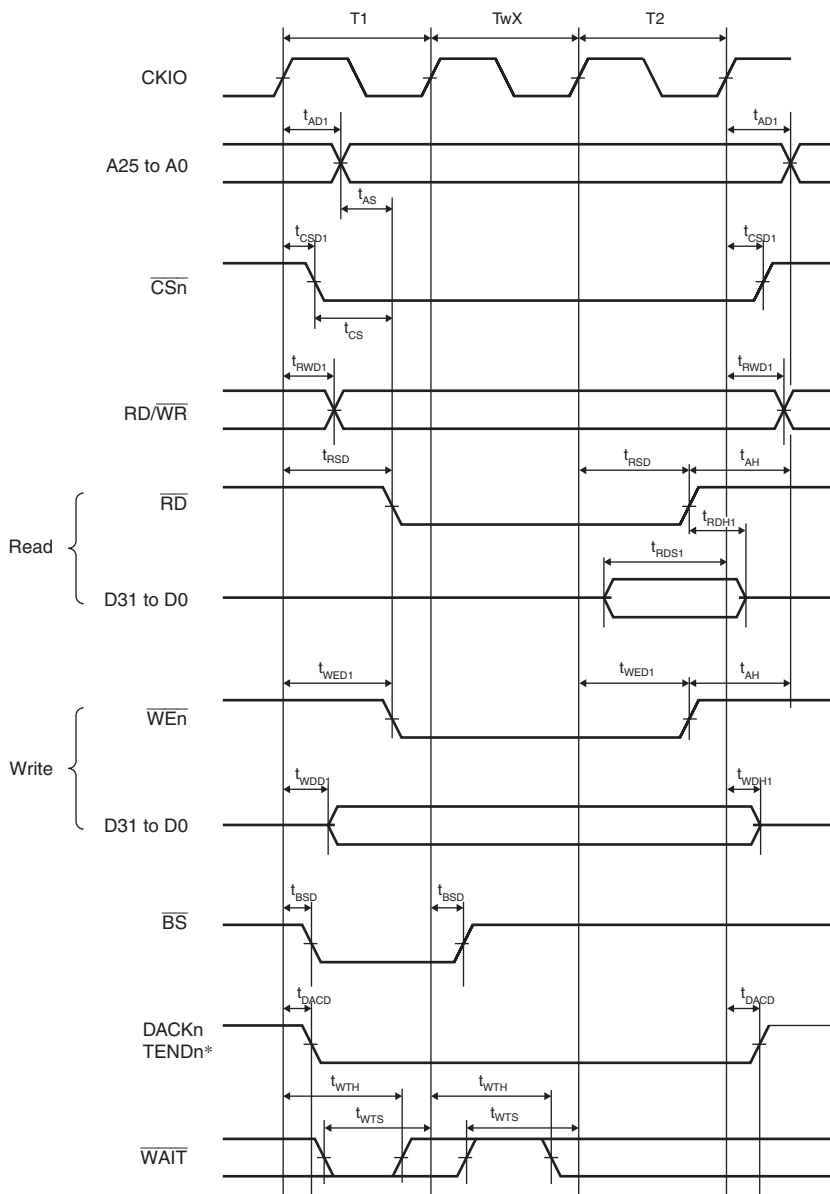 T1 TwX T2
CKIO
tAD1 tAD1
A25 to A0
tAS
tCSD1 tCSD1
CSn
tCS
tRWD1 tRWD1
RD/WR
tRSD tRSD tAH
RD
tRDH1
Read
tRDS1
D31 to D0
tWED1 tWED1 tAH
WEn
Write
tWDD1 tWDH1
D31 to D0
tBSD tBSD
BS
tDACD tDACD
DACKn
TENDn*
tWTH tWTH
tWTS tWTS
WAIT